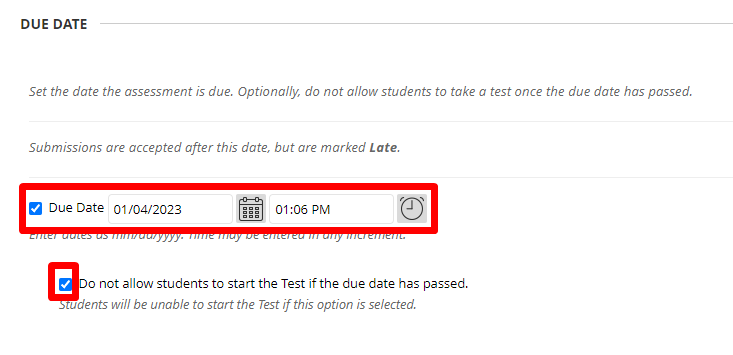 DUE DATE
Set the date the assessment is due. Optionally, do not allow students to take a test once the due date has passed.
Submissions are accepted after this date, but are marked Late.
Due Date 01/04/2023 01:06 PM
Enter dates as mm/dd/yyyy. Time may be entered in any increment.
Do not allow students to start the Test if the due date has passed.
Students will be unable to start the Test if this option is selected.